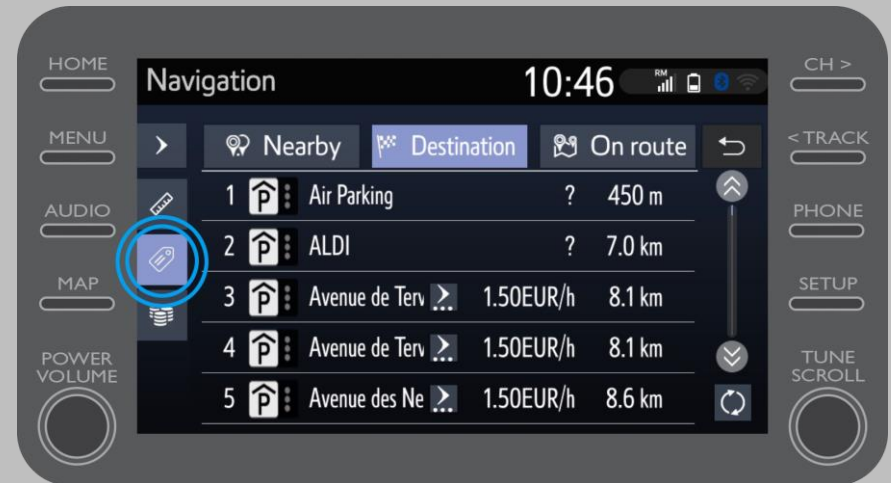 HOME
MENU
AUDIO
MAP
POWER
VOLUME
Navigation 10:46 RM
Nearby Destination On route
1 P Air Parking ? 450 m
2 P ALDI ? 7.0 km
3 P Avenue de Terv 1.50EUR/h 8.1 km
4 P Avenue de Terv 1.50EUR/h 8.1 km
5 P Avenue des Ne 1.50EUR/h 8.6 km
CH >
< TRACK
PHONE
SETUP
TUNE
SCROLL